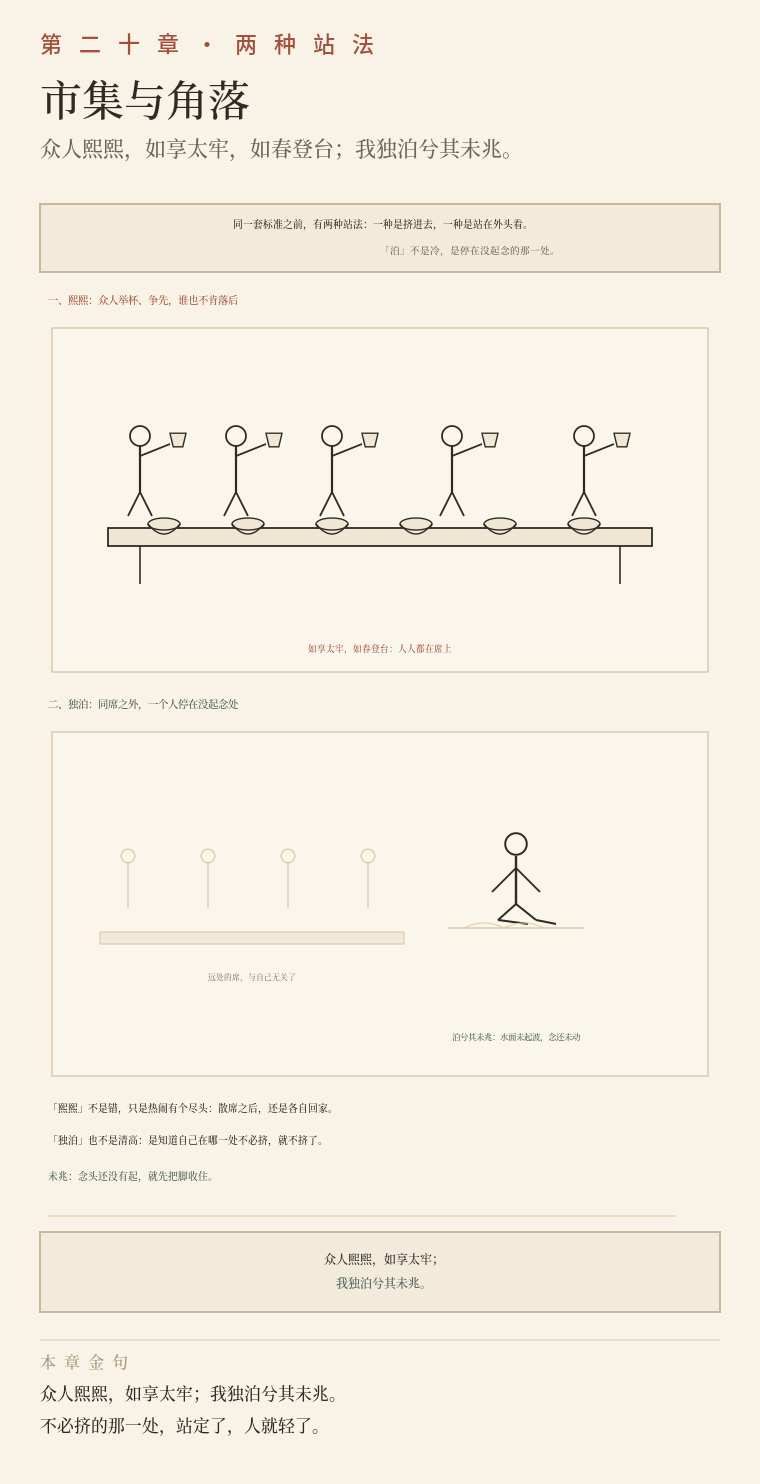 第二十章·两种站法
市集与角落
众人熙熙，如享太牢，如春登台；我独泊兮其未兆。
同一套标准之前，有两种站法：一种是挤进去，一种是站在外头看。
「泊」不是冷，是停在没起念的那一处。
一、熙熙：众人举杯、争先，谁也不肯落后
如享太牢，如春登台：人人都在席上
二、独泊：同席之外，一个人停在没起念处
远处的席，与自己无关了
泊兮其未兆：水面未起波，念还未动
「熙熙」不是错，只是热闹有个尽头：散席之后，还是各自回家。
「独泊」也不是清高：是知道自己在哪一处不必挤，就不挤了。
未兆：念头还没有起，就先把脚收住。
众人熙熙，如享太牢；
我独泊兮其未兆。
本章金句
众人熙熙，如享太牢；我独泊兮其未兆。
不必挤的那一处，站定了，人就轻了。